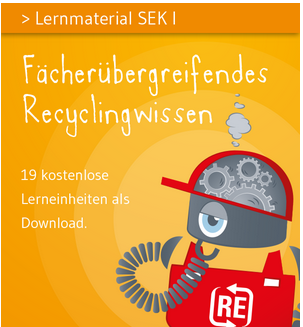 > Lernmaterial SEK I
Fächerübergreifendes
Recyclingwissen
19 kostenlose
Lerneinheiten als
Download.
RE